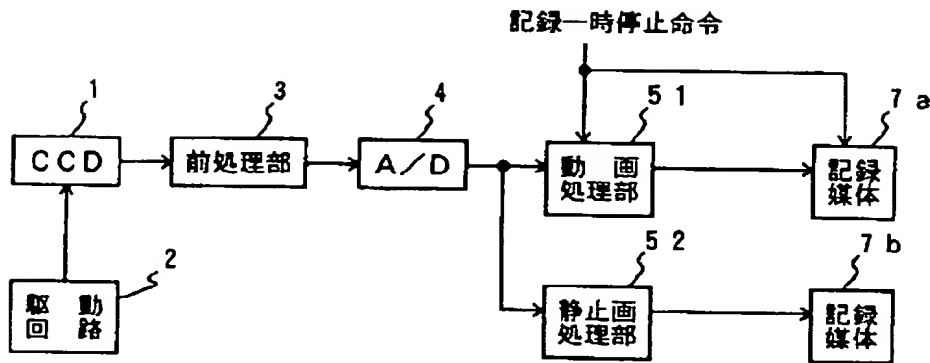 記録一時停止命令
1
3
4
5 1
7 a
CCD
前処理部
A/D
動 画
処理部
記録
媒体
2
5 2
7 b
駆 動
回 路
静止画
処理部
記録
媒体